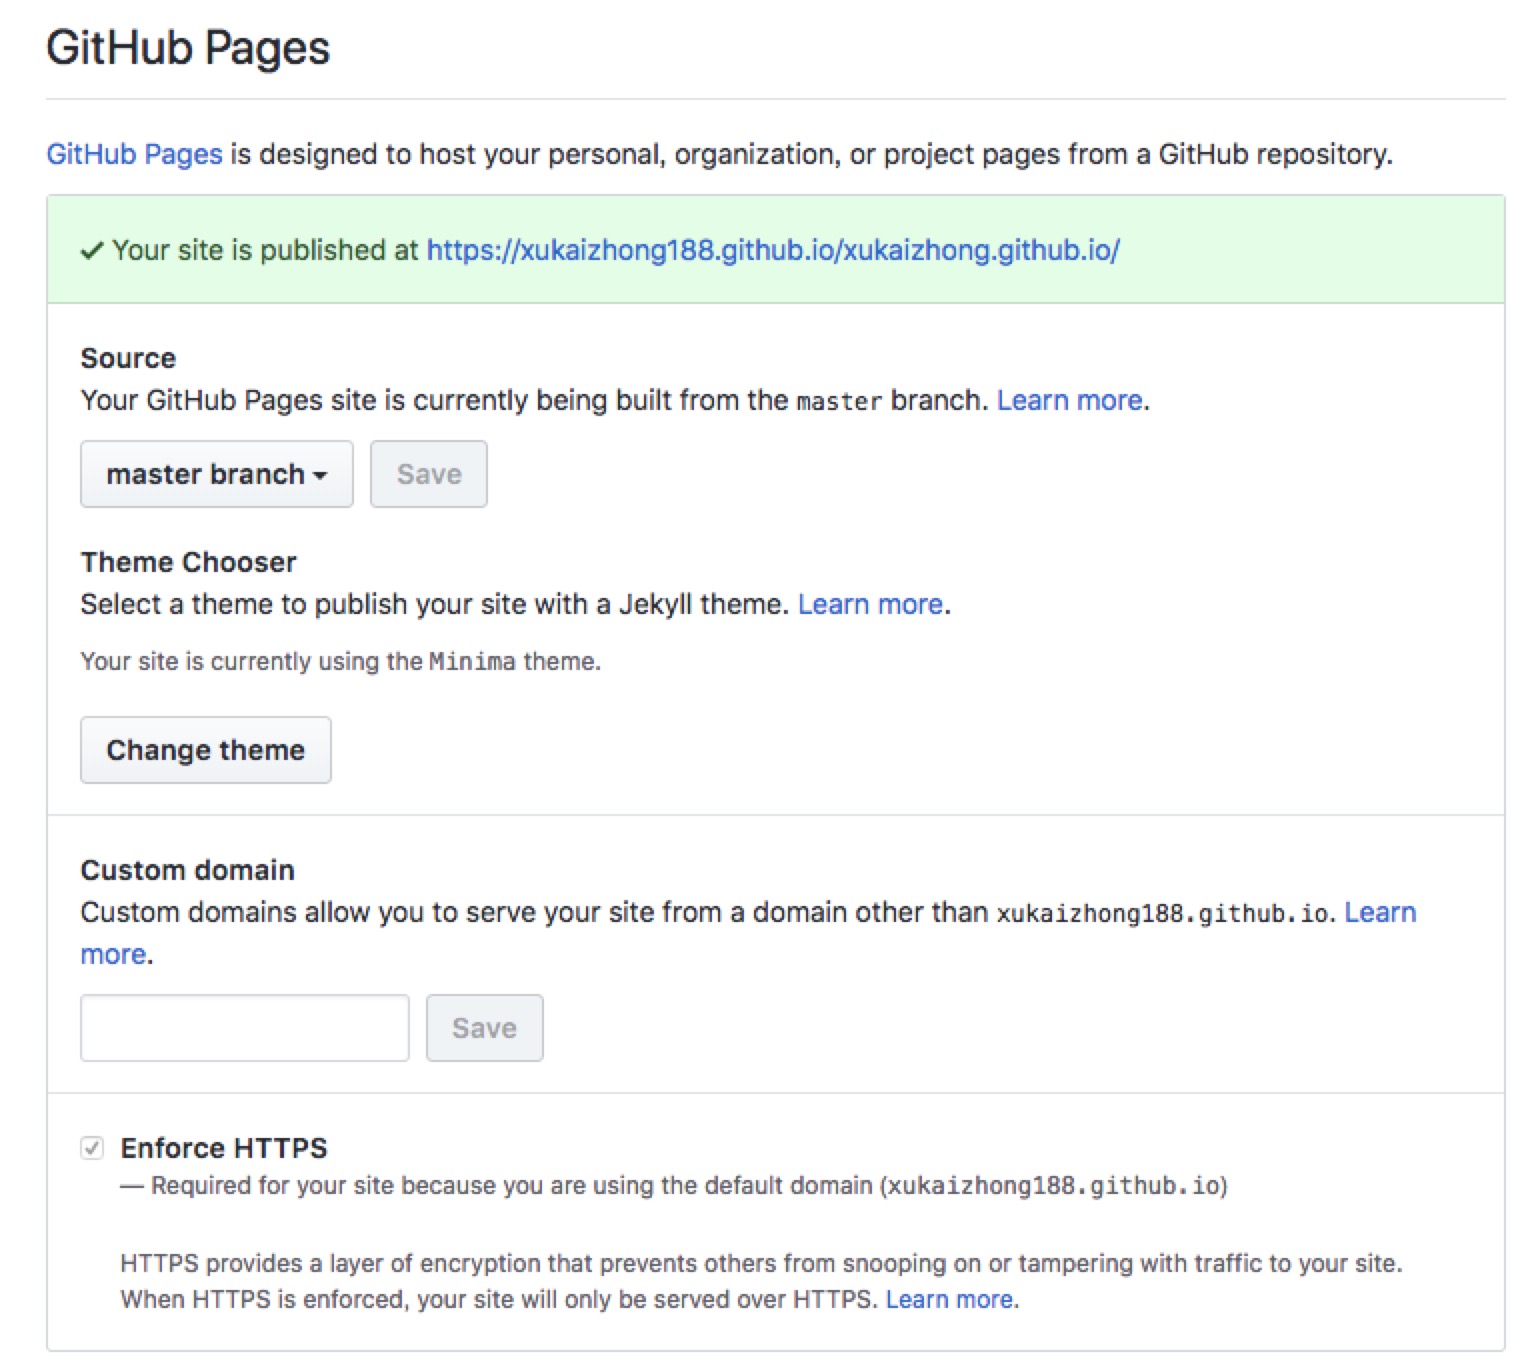 GitHub Pages
GitHub Pages is designed to host your personal, organization, or project pages from a GitHub repository.
Your site is published at https://xukaizhong188.github.io/xukaizhong.github.io/
Source
Your GitHub Pages site is currently being built from the master branch. Learn more.
master branch
Save
Theme Chooser
Select a theme to publish your site with a Jekyll theme. Learn more.
Your site is currently using the Minima theme.
Change theme
Custom domain
Custom domains allow you to serve your site from a domain other than xukaizhong188.github.io. Learn
more.
Save
Enforce HTTPS
— Required for your site because you are using the default domain (xukaizhong188.github.io)
HTTPS provides a layer of encryption that prevents others from snooping on or tampering with traffic to your site.
When HTTPS is enforced, your site will only be served over HTTPS. Learn more.